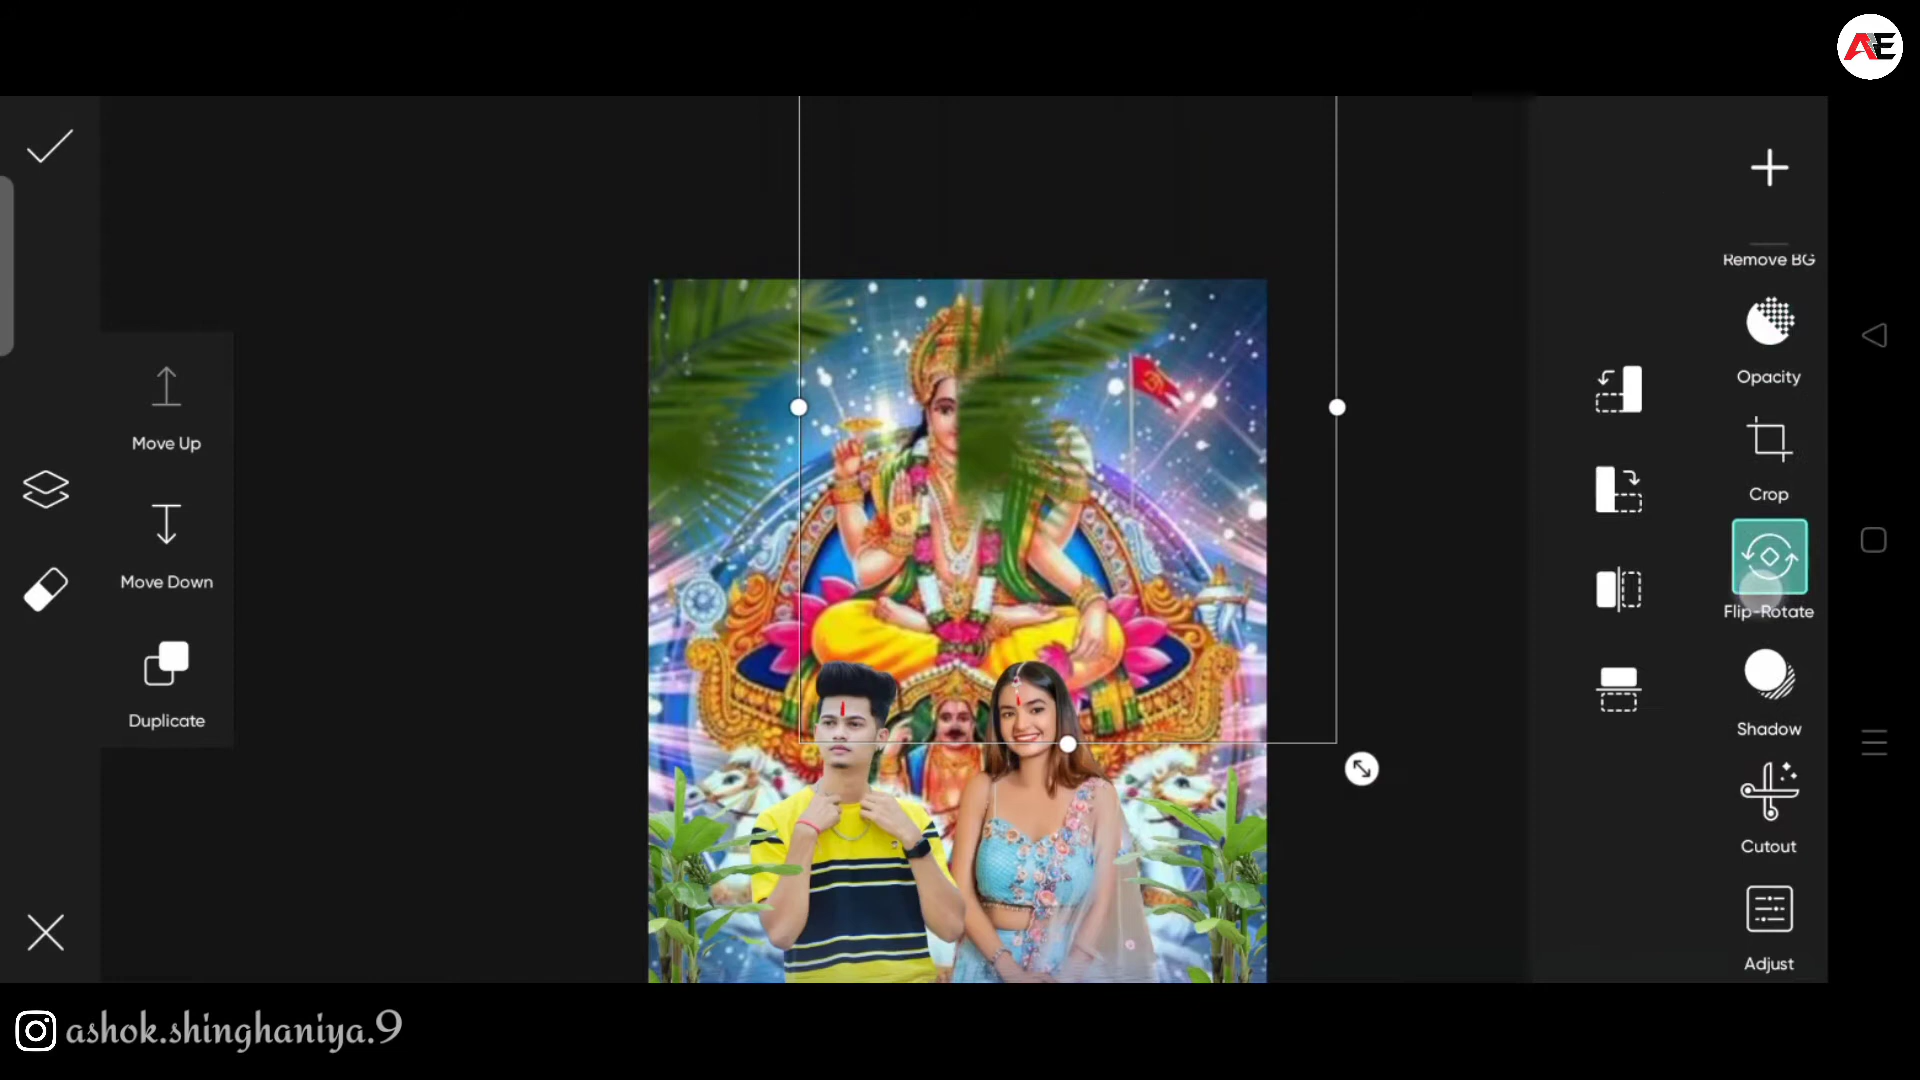 AE
Remove BG
Opacity
Move Up
Crop
Move Down
Flip-Rotate
Duplicate
Shadow
Cutout
Adjust
ॐ
ॐ
ashok.shinghaniya.9